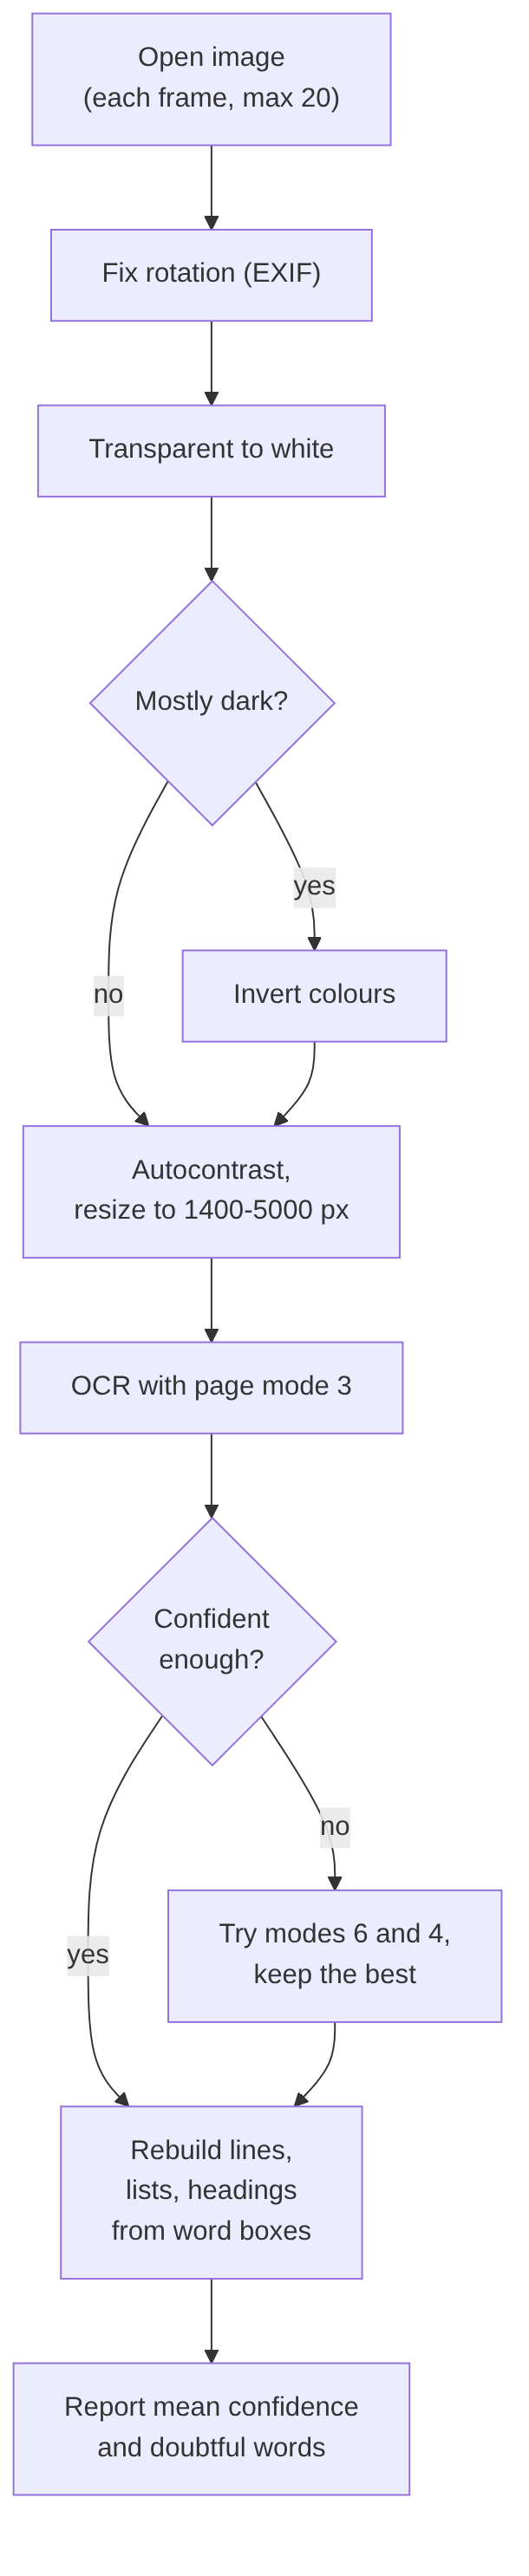 Open image
(each frame, max 20)
Fix rotation (EXIF)
Transparent to white
Mostly dark?
yes
no
Invert colours
Autocontrast,
resize to 1400-5000 px
OCR with page mode 3
Confident
enough?
no
yes
Try modes 6 and 4,
keep the best
Rebuild lines,
lists, headings
from word boxes
Report mean confidence
and doubtful words